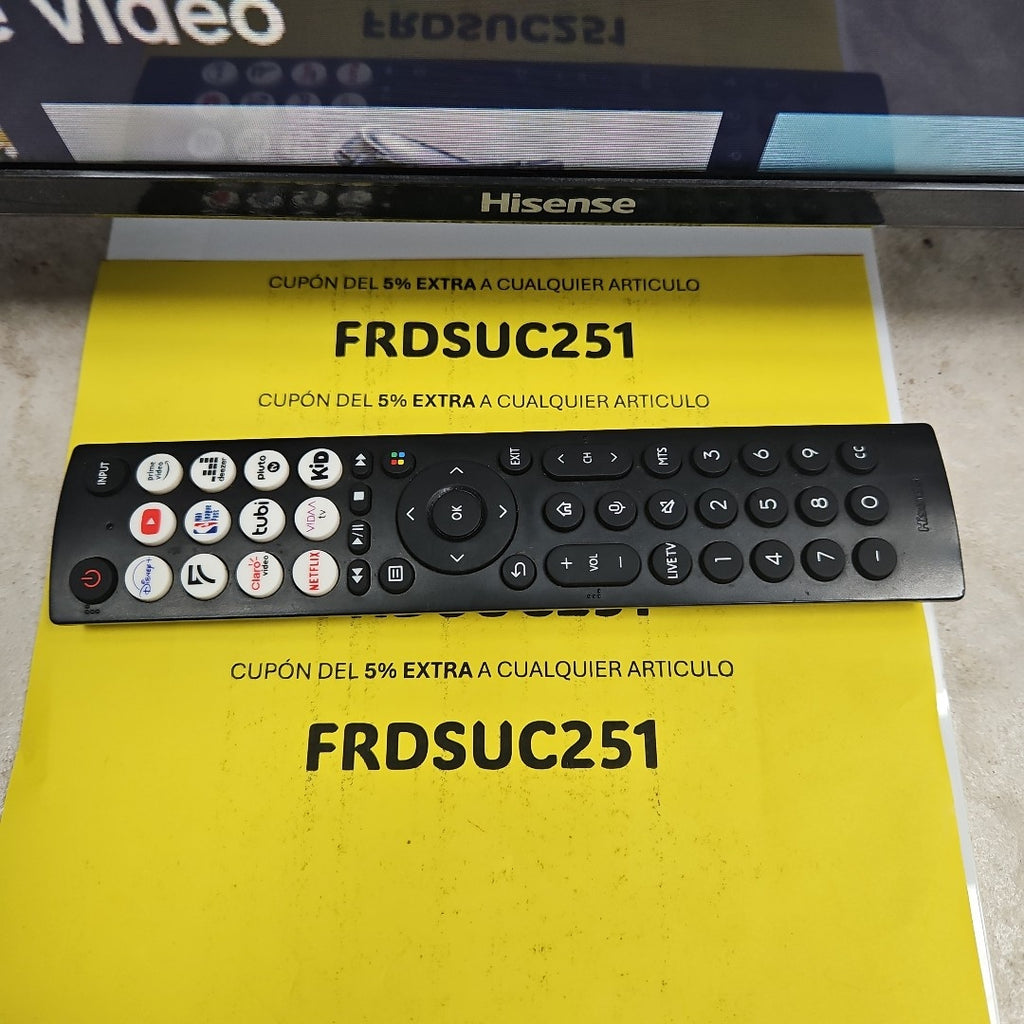 e video
FRDSUC251
Hisense
CUPÓN DEL 5% EXTRA A CUALQUIER ARTICULO
FRDSUC251
CUPÓN DEL 5% EXTRA A CUALQUIER ARTICULO
INPUT
prime video
deezer
pluto tv
KiD
EXIT
CH
MTS
3
6
9
CC
tubi
VIDAA tv
OK
2
5
8
0
Disney+
Claro-video
NETFLIX
VOL
LIVE TV
1
4
7
-
Hisense
CUPÓN DEL 5% EXTRA A CUALQUIER ARTICULO
FRDSUC251